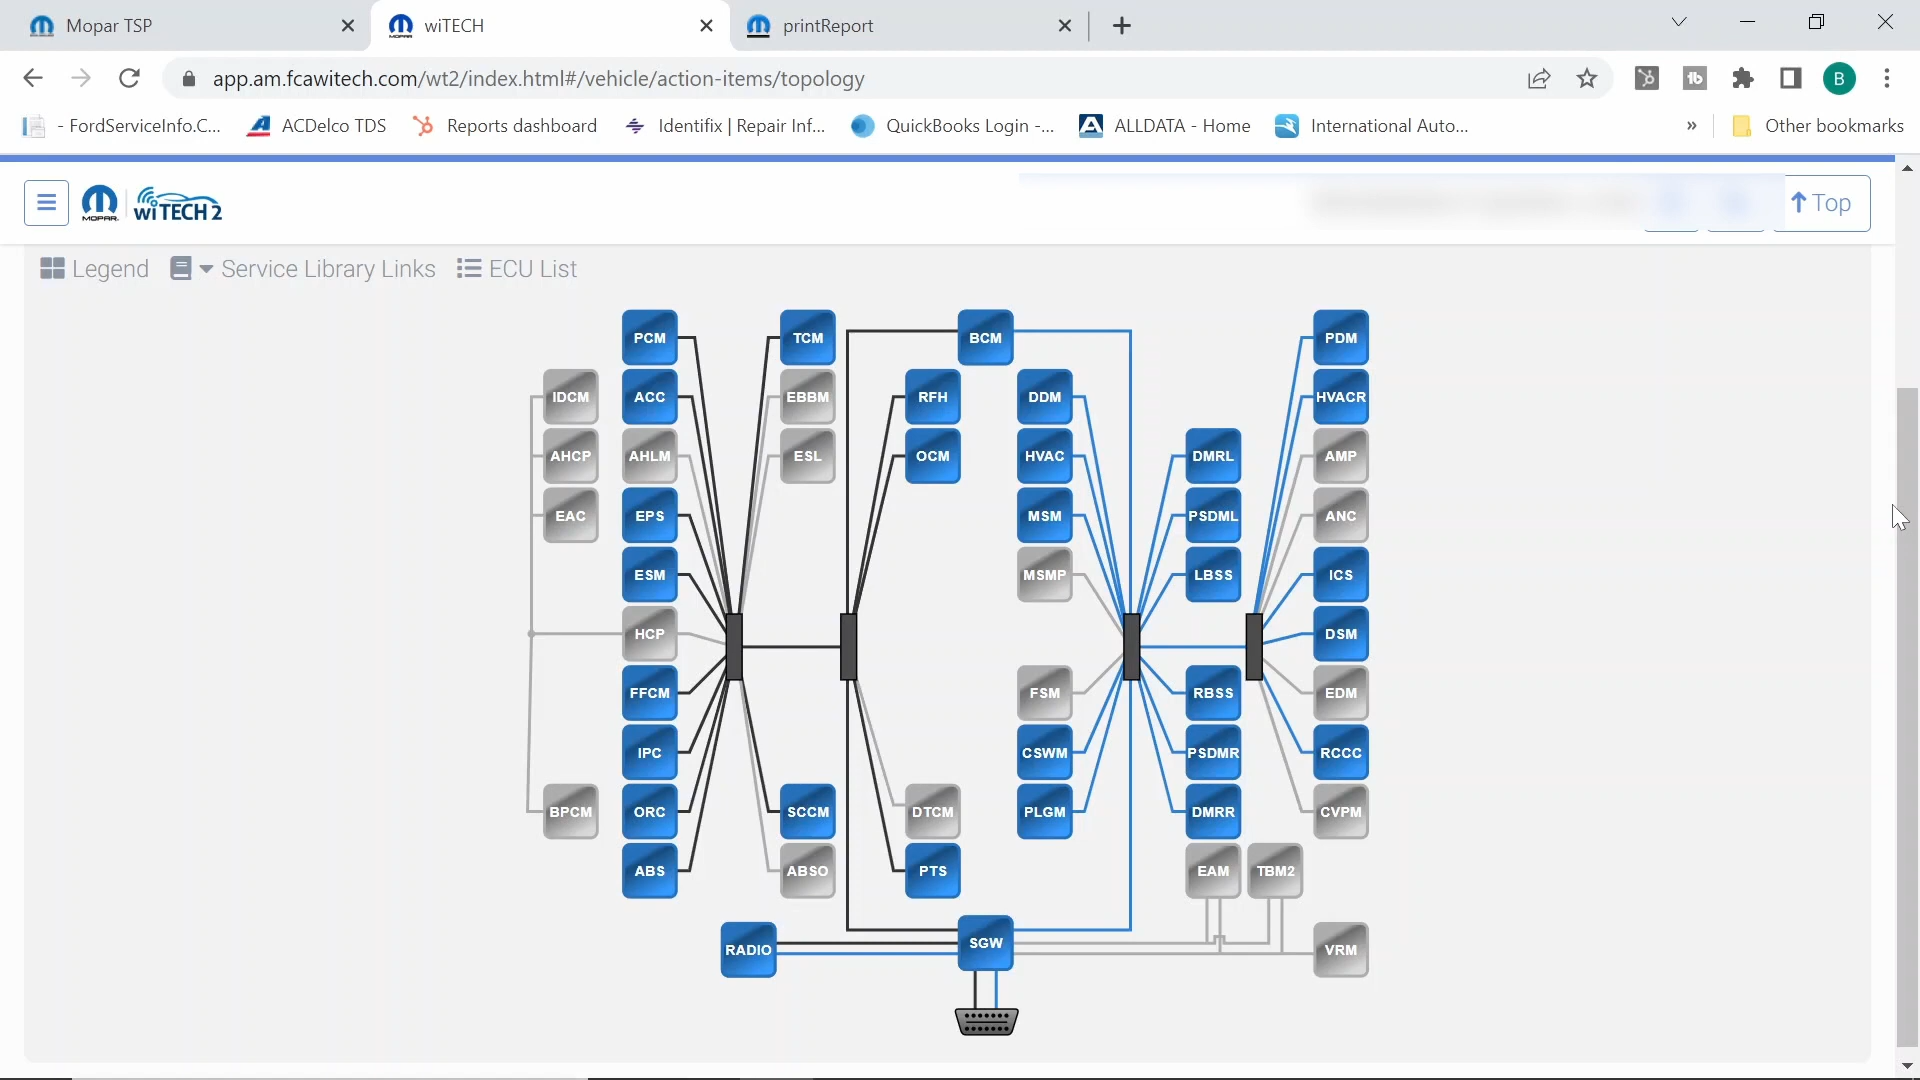 Mopar TSP
wiTECH
printReport
app.am.fcawitech.com/wt2/index.html#/vehicle/action-items/topology
B
- FordServiceInfo.C...
ACDelco TDS
Reports dashboard
Identifix | Repair Inf...
QuickBooks Login -...
ALLDATA - Home
International Auto...
»
Other bookmarks
MOPAR
wiTECH 2
Top
Legend
Service Library Links
ECU List
PCM TCM BCM PDM
IDCM ACC EBBM RFH DDM HVACR
AHCP AHLM ESL OCM HVAC DMRL AMP
EAC EPS MSM PSDML ANC
ESM MSMP LBSS ICS
HCP DSM
FFCM FSM RBSS EDM
IPC CSWM PSDMR RCCC
BPCM ORC SCCM DTCM PLGM DMRR CVPM
ABS ABSO PTS EAM TBM2
RADIO SGW VRM